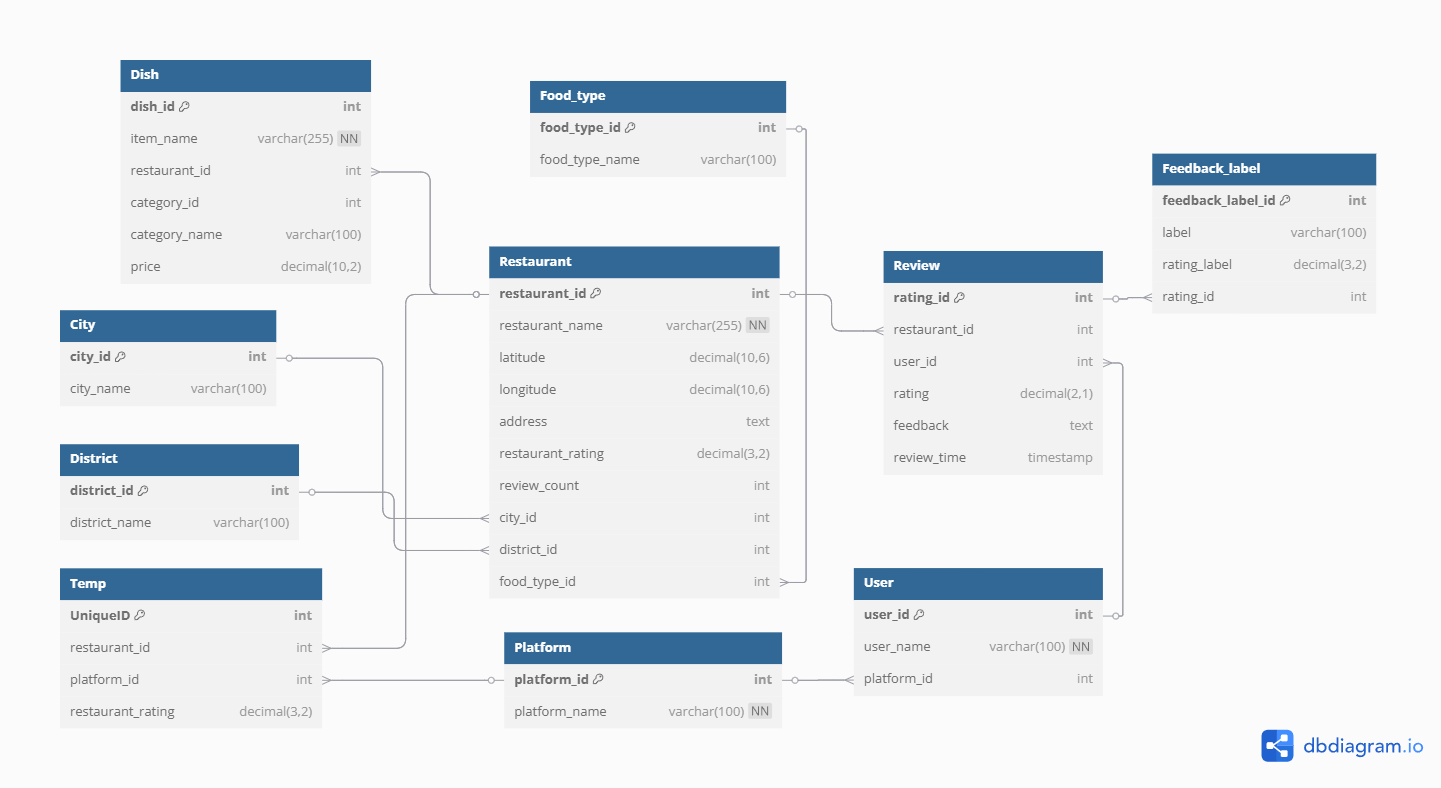 Dish
dish_id int
item_name varchar(255) NN
restaurant_id int
category_id int
category_name varchar(100)
price decimal(10,2)
Food_type
food_type_id int
food_type_name varchar(100)
Feedback_label
feedback_label_id int
label varchar(100)
rating_label decimal(3,2)
rating_id int
Restaurant
restaurant_id int
restaurant_name varchar(255) NN
latitude decimal(10,6)
longitude decimal(10,6)
address text
restaurant_rating decimal(3,2)
review_count int
city_id int
district_id int
food_type_id int
Review
rating_id int
restaurant_id int
user_id int
rating decimal(2,1)
feedback text
review_time timestamp
City
city_id int
city_name varchar(100)
District
district_id int
district_name varchar(100)
Temp
UniqueID int
restaurant_id int
platform_id int
restaurant_rating decimal(3,2)
Platform
platform_id int
platform_name varchar(100) NN
User
user_id int
user_name varchar(100) NN
platform_id int
dbdiagram.io